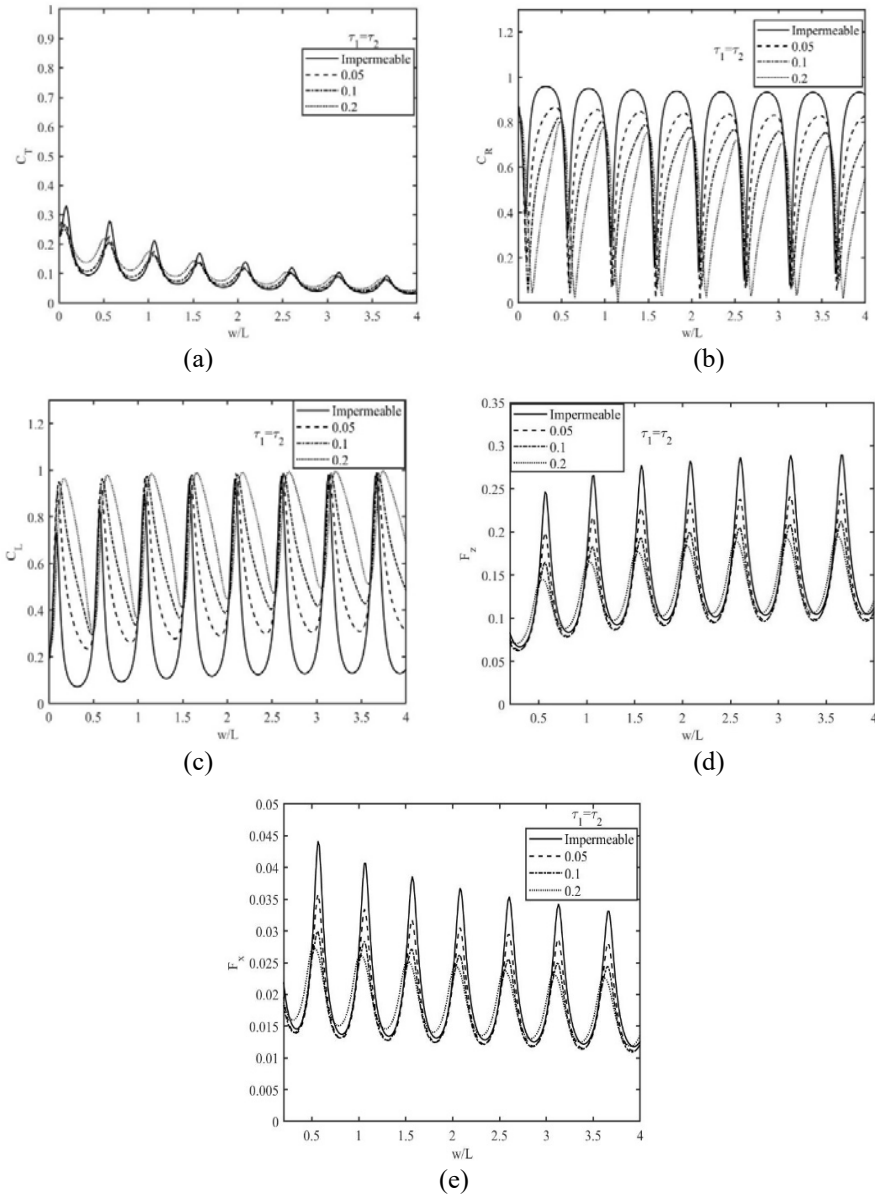 τ₁=τ₂
Impermeable
0.05
0.1
0.2
1
0.9
0.8
0.7
0.6
0.5
0.4
0.3
0.2
0.1
0
C_T
0 0.5 1 1.5 2 2.5 3 3.5 4
w/L
(a)
τ₁=τ₂
Impermeable
0.05
0.1
0.2
1.2
1
0.8
0.6
0.4
0.2
0
C_R
0 0.5 1 1.5 2 2.5 3 3.5 4
w/L
(b)
τ₁=τ₂
Impermeable
0.05
0.1
0.2
1.2
1
0.8
0.6
0.4
0.2
0
C_L
0 0.5 1 1.5 2 2.5 3 3.5 4
w/L
(c)
Impermeable
0.05
0.1
0.2
τ₁=τ₂
0.35
0.3
0.25
0.2
0.15
0.1
0.05
0
F_z
0.5 1 1.5 2 2.5 3 3.5 4
w/L
(d)
τ₁=τ₂
Impermeable
0.05
0.1
0.2
0.05
0.045
0.04
0.035
0.03
0.025
0.02
0.015
0.01
0.005
0
F_x
0.5 1 1.5 2 2.5 3 3.5 4
w/L
(e)